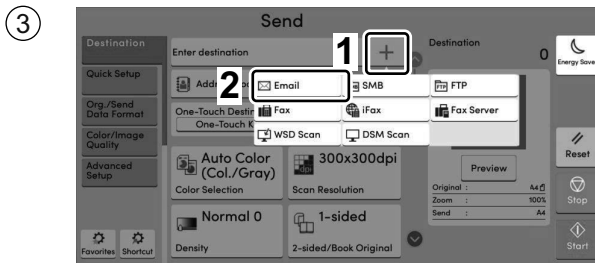 3
Send
Destination
Quick Setup
Org./Send
Data Format
Color/Image
Quality
Advanced
Setup
Favorites
Shortcut
Enter destination
1
+
2
Email
SMB
FTP
FTP
Fax
iFax
Fax Server
WSD Scan
DSM Scan
One-Touch Destin
One-Touch K
Auto Color
(Col./Gray)
Color Selection
300x300dpi
Scan Resolution
Normal 0
Density
1-sided
2-sided/Book Original
Destination
0
Preview
Original : A4
Zoom : 100%
Send : A4
Energy Save
Reset
Stop
Start